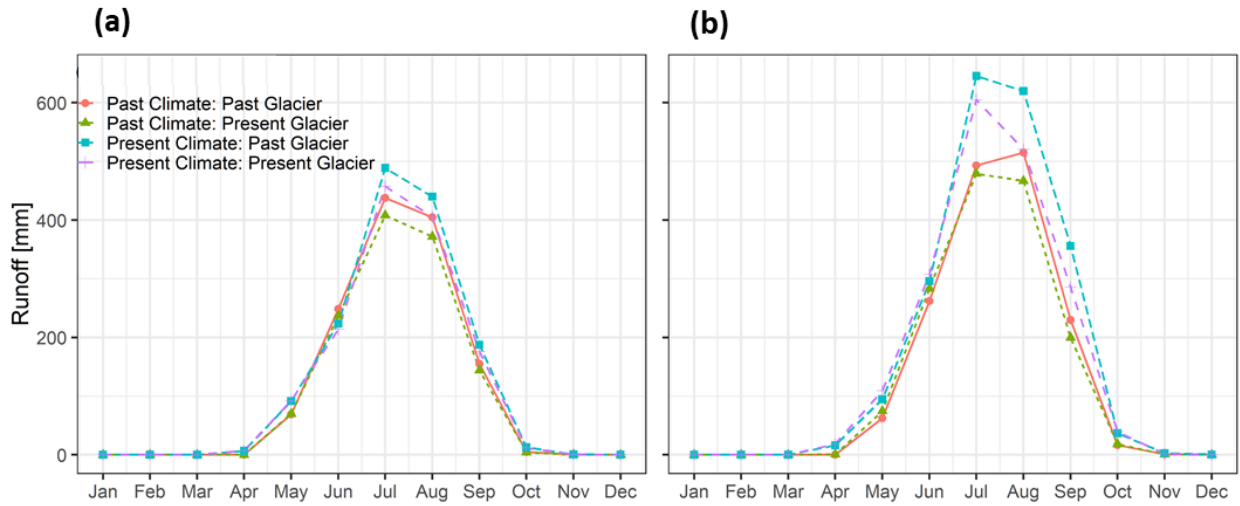 (a)
(b)
Past Climate: Past Glacier
Past Climate: Present Glacier
Present Climate: Past Glacier
Present Climate: Present Glacier
Runoff [mm]
600
400
200
0
Jan Feb Mar Apr May Jun Jul Aug Sep Oct Nov Dec
Jan Feb Mar Apr May Jun Jul Aug Sep Oct Nov Dec